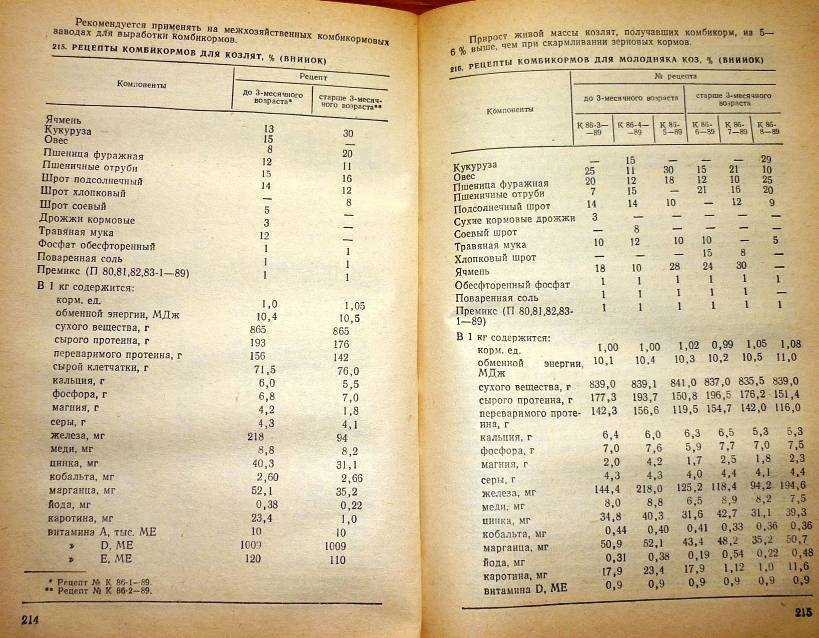 Рекомендуется применять на межхозяйственных комбикормовых
заводах для выработки комбикормов.
215. РЕЦЕПТЫ КОМБИКОРМОВ ДЛЯ КОЗЛЯТ, % (ВНИИОК)
Компоненты
Рецепт
до 3-месячного возраста*
старше 3-месячного возраста**
Ячмень 13 30
Кукуруза 15 —
Овес 8 20
Пшеница фуражная 12 11
Пшеничные отруби 15 16
Шрот подсолнечный 14 12
Шрот хлопковый — 8
Шрот соевый 5 —
Дрожжи кормовые 3 —
Травяная мука 12 —
Фосфат обесфторенный 1 1
Поваренная соль 1 1
Премикс (П 80,81,82,83-1—89) 1 1
В 1 кг содержится:
корм. ед. 1,0 1,05
обменной энергии, МДж 10,4 10,5
сухого вещества, г 865 865
сырого протеина, г 193 176
переваримого протеина, г 156 142
сырой клетчатки, г 71,5 76,0
кальция, г 6,0 5,5
фосфора, г 6,8 7,0
магния, г 4,2 1,8
серы, г 4,3 4,1
железа, мг 218 94
меди, мг 8,8 8,2
цинка, мг 40,3 31,1
кобальта, мг 2,60 2,66
марганца, мг 52,1 35,2
йода, мг 0,38 0,22
каротина, мг 23,4 1,0
витамина А, тыс. МЕ 10 10
» D, МЕ 1009 1009
» Е, МЕ 120 110
* Рецепт № К 86-1—89.
** Рецепт № К 86-2—89.
214
Прирост живой массы козлят, получавших комбикорм, на 5—
6 % выше, чем при скармливании зерновых кормов.
216. РЕЦЕПТЫ КОМБИКОРМОВ ДЛЯ МОЛОДНЯКА КОЗ, % (ВНИИОК)
Компоненты
№ рецепта
до 3-месячного возраста
старше 3-месячного возраста
К 86-3—89 К 86-4—89 К 86-5—89 К 86-6—89 К 86-7—89 К 86-8—89
Кукуруза — 15 — — — 29
Овес 25 11 30 15 21 10
Пшеница фуражная 20 12 18 12 10 25
Пшеничные отруби 7 15 — 21 16 20
Подсолнечный шрот 14 14 10 — 12 9
Сухие кормовые дрожжи 3 — — — — —
Соевый шрот — 8 — — — —
Травяная мука 10 12 10 10 — 5
Хлопковый шрот — — — 15 8 —
Ячмень 18 10 28 24 30 —
Обесфторенный фосфат 1 1 1 1 1 1
Поваренная соль 1 1 1 1 1 —
Премикс (П 80,81,82,83- 1 1 1 1 1 1
1—89)
В 1 кг содержится:
корм. ед. 1,00 1,00 1,02 0,99 1,05 1,08
обменной энергии, 10,1 10,4 10,3 10,2 10,5 11,0
МДж
сухого вещества, г 839,0 839,1 841,0 837,0 835,5 839,0
сырого протеина, г 177,3 193,7 150,8 196,5 176,2 151,4
переваримого проте- 142,3 156,6 119,5 154,7 142,0 116,0
ина, г
кальция, г 6,4 6,0 6,3 6,5 5,3 5,3
фосфора, г 7,0 7,6 5,9 7,7 7,0 7,5
магния, г 2,0 4,2 1,7 2,5 1,8 2,3
серы, г 4,3 4,3 4,0 4,4 4,1 4,4
железа, мг 144,4 218,0 125,2 118,4 94,2 194,6
меди, мг 8,0 8,8 6,5 8,9 8,2 7,5
цинка, мг 34,8 40,3 31,6 42,7 31,1 39,3
кобальта, мг 0,44 0,40 0,41 0,33 0,36 0,36
марганца, мг 50,9 52,1 43,4 48,2 35,2 50,7
йода, мг 0,31 0,38 0,19 0,54 0,22 0,48
каротина, мг 17,9 23,4 17,9 1,12 1,0 11,6
витамина D, МЕ 0,9 0,9 0,9 0,9 0,9 0,9
215